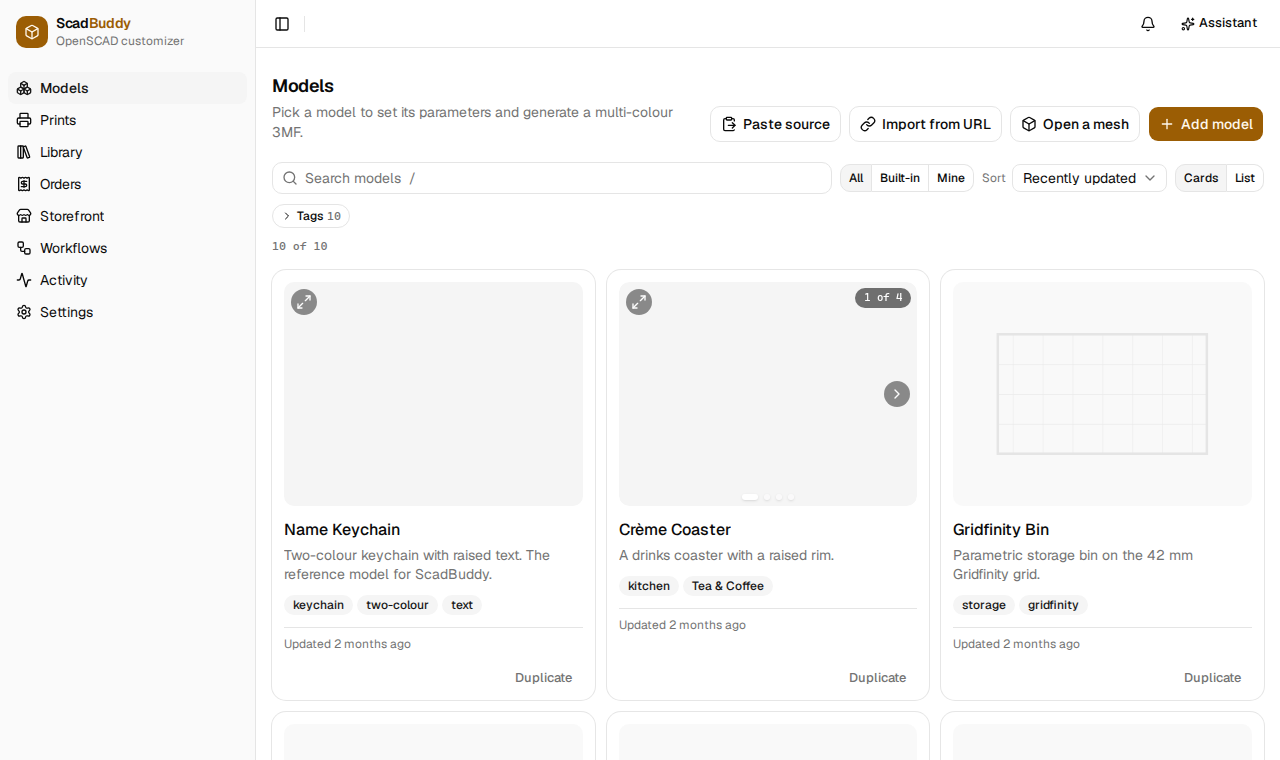 ScadBuddy
OpenSCAD customizer
Assistant
Models
Prints
Library
Orders
Storefront
Workflows
Activity
Settings
Models
Pick a model to set its parameters and generate a multi-colour
3MF.
Paste source
Import from URL
Open a mesh
Add model
Search models /
All
Built-in
Mine
Sort
Recently updated
Cards
List
Tags 10
10 of 10
1 of 4
Name Keychain
Two-colour keychain with raised text. The
reference model for ScadBuddy.
keychain
two-colour
text
Updated 2 months ago
Duplicate
Crème Coaster
A drinks coaster with a raised rim.
kitchen
Tea & Coffee
Updated 2 months ago
Duplicate
Gridfinity Bin
Parametric storage bin on the 42 mm
Gridfinity grid.
storage
gridfinity
Updated 2 months ago
Duplicate